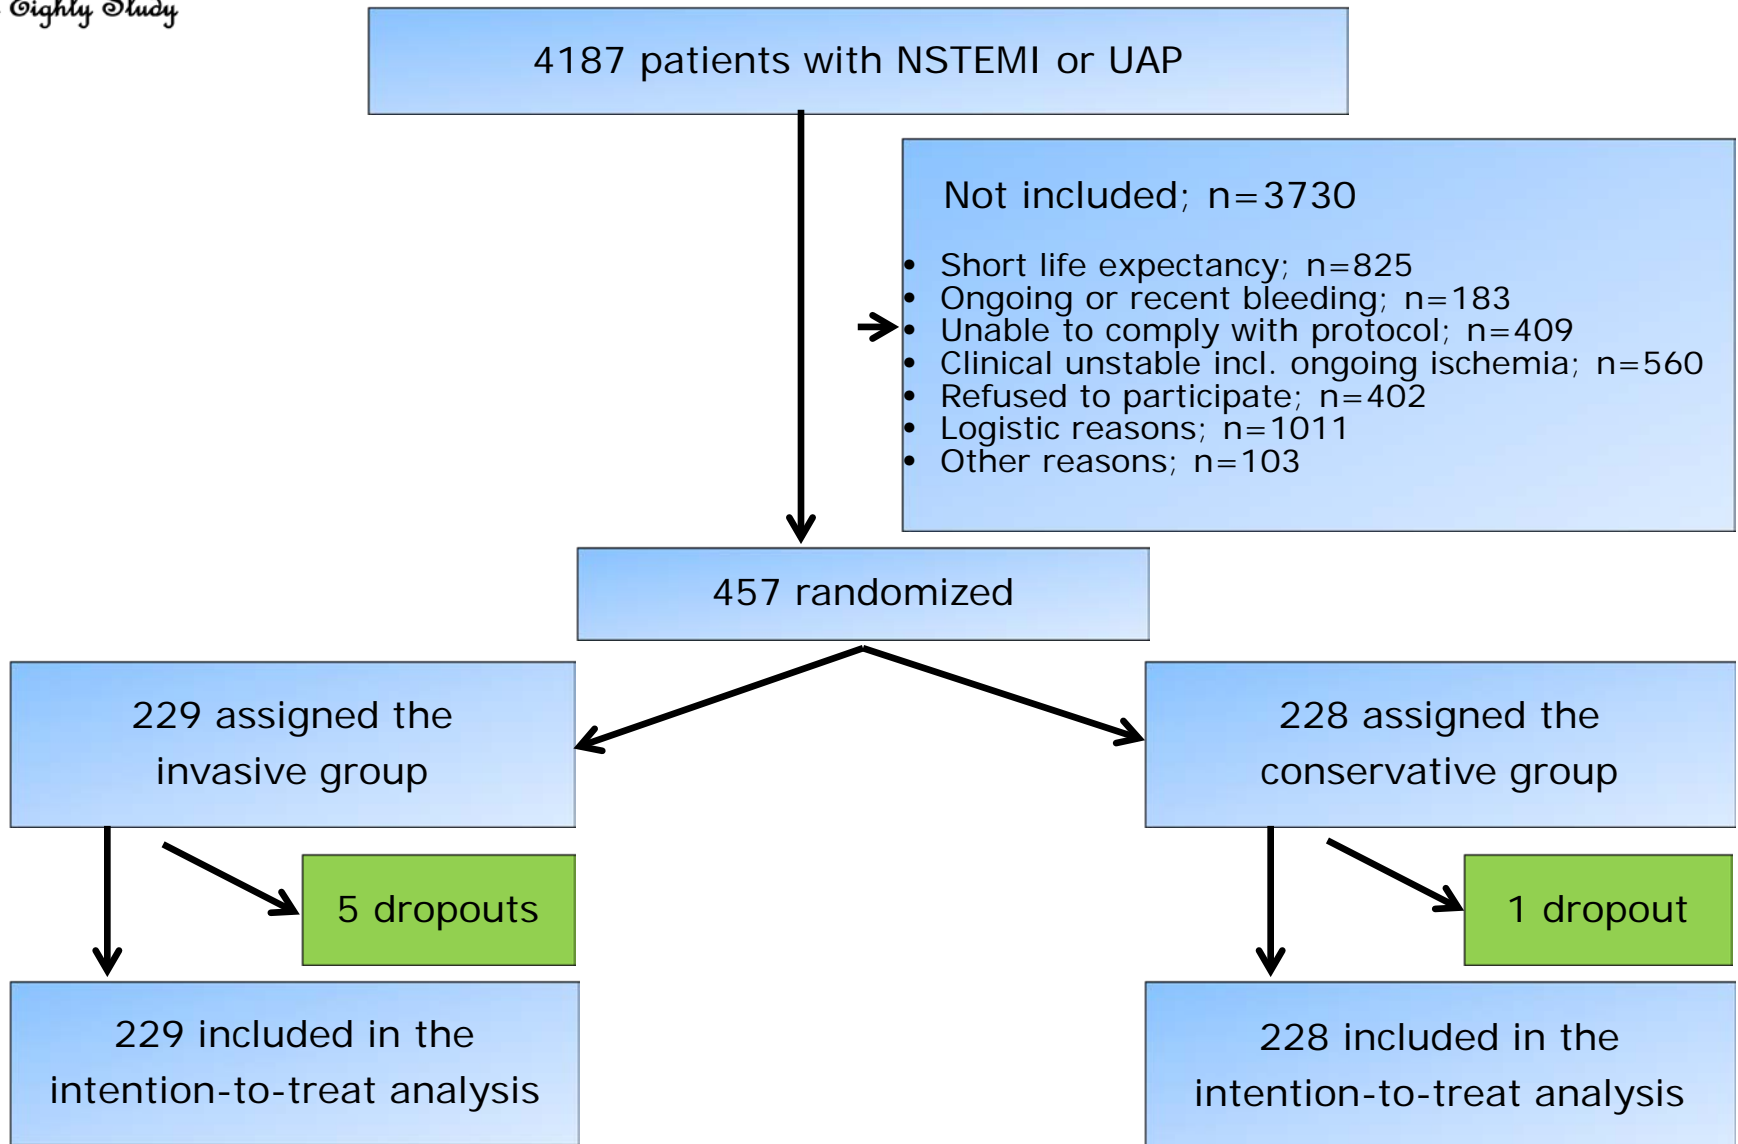 Eighty Study
4187 patients with NSTEMI or UAP
Not included; n=3730
• Short life expectancy; n=825
• Ongoing or recent bleeding; n=183
• Unable to comply with protocol; n=409
• Clinical unstable incl. ongoing ischemia; n=560
• Refused to participate; n=402
• Logistic reasons; n=1011
• Other reasons; n=103
457 randomized
229 assigned the
invasive group
228 assigned the
conservative group
5 dropouts
1 dropout
229 included in the
intention-to-treat analysis
228 included in the
intention-to-treat analysis